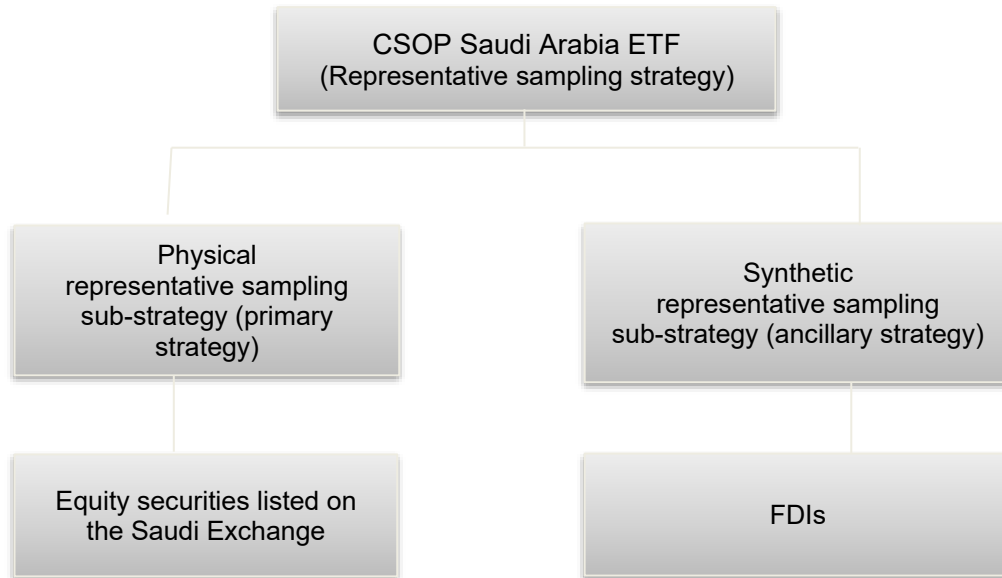 CSOP Saudi Arabia ETF
(Representative sampling strategy)
Physical
representative sampling
sub-strategy (primary
strategy)
Synthetic
representative sampling
sub-strategy (ancillary strategy)
Equity securities listed on
the Saudi Exchange
FDIs